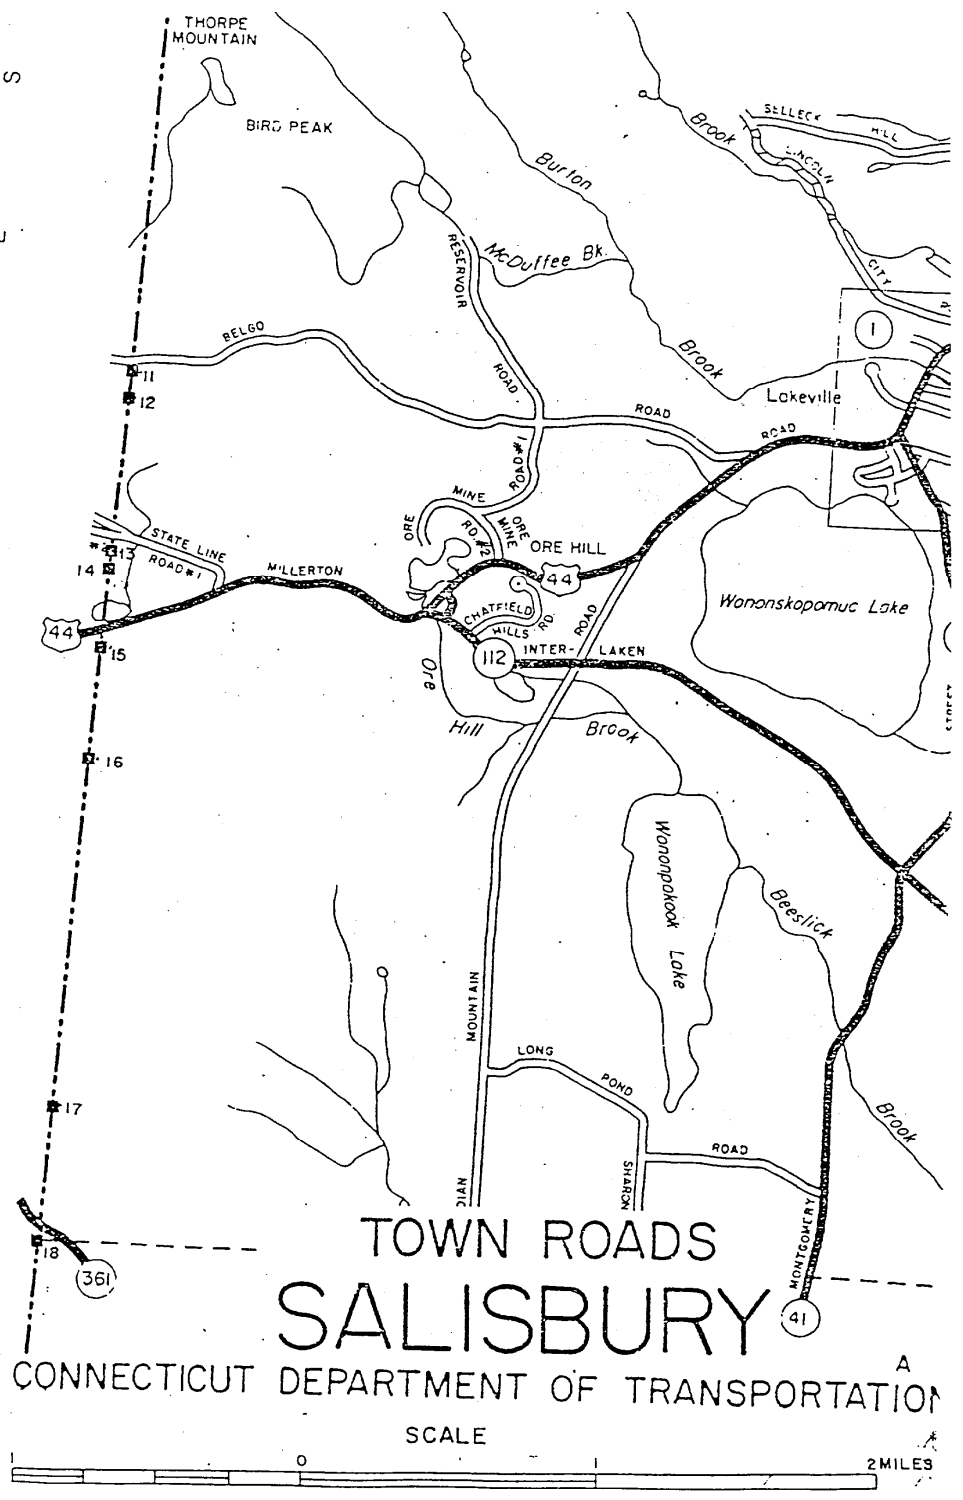 THORPE
MOUNTAIN
S
BIRD PEAK
Brook
SELLECK HILL
LINCOLN
CITY
Burton
McDuffee Bk.
RESERVOIR
ROAD
BELGO
1
Brook
Lakeville
11
12
ROAD
ROAD
ROAD #1
MINE
ORE
ORE
MINE
RD. #2
ORE HILL
STATE LINE
ROAD #1
13
14
MILLERTON
44
44
CHATFIELD
HILLS RD.
ROAD
Wononskopomuc Lake
15
112
INTER-LAKEN
STREET
Ore
Hill
Brook
16
Wononpakook Lake
Beeslick
MOUNTAIN
LONG
POND
17
Brook
ROAD
DIAN
SHARON
MONTGOMERY
18
361
41
TOWN ROADS
SALISBURY
CONNECTICUT DEPARTMENT OF TRANSPORTATION
A
SCALE
1 0 1 2 MILES